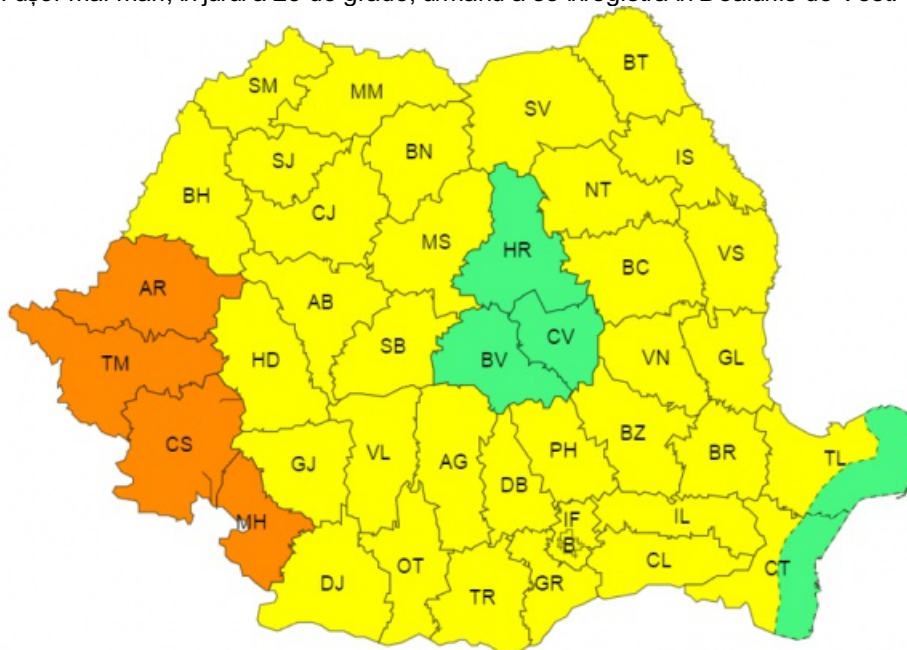 ușor mai mari, în jurul a 20 de grade, urmând a se înregistra în Dealurile de Vest
BT
SM
MM
SV
BN
SJ
IS
NT
BH
CJ
MS
HR
VS
BC
AR
AB
CV
SB
TM
HD
BV
VN
GL
BZ
CS
VL
PH
BR
GJ
AG
TL
DB
IF
IL
MH
B
CL
OT
CT
DJ
TR
GR